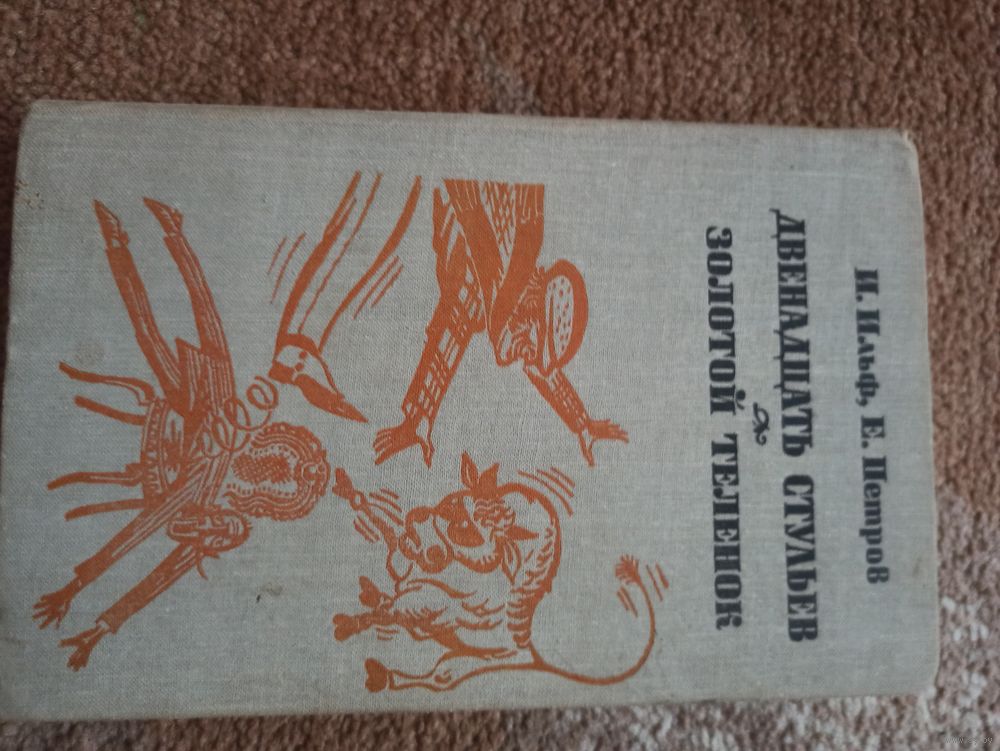 И. Ильф, Е. Петров
ДВЕНАДЦАТЬ СТУЛЬЕВ
ЗОЛОТОЙ ТЕЛЕНОК